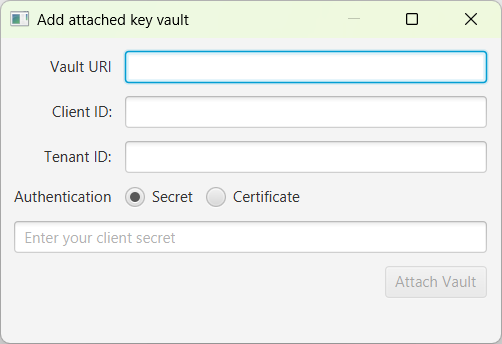 Add attached key vault
Vault URI
Client ID:
Tenant ID:
Authentication Secret Certificate
Enter your client secret
Attach Vault